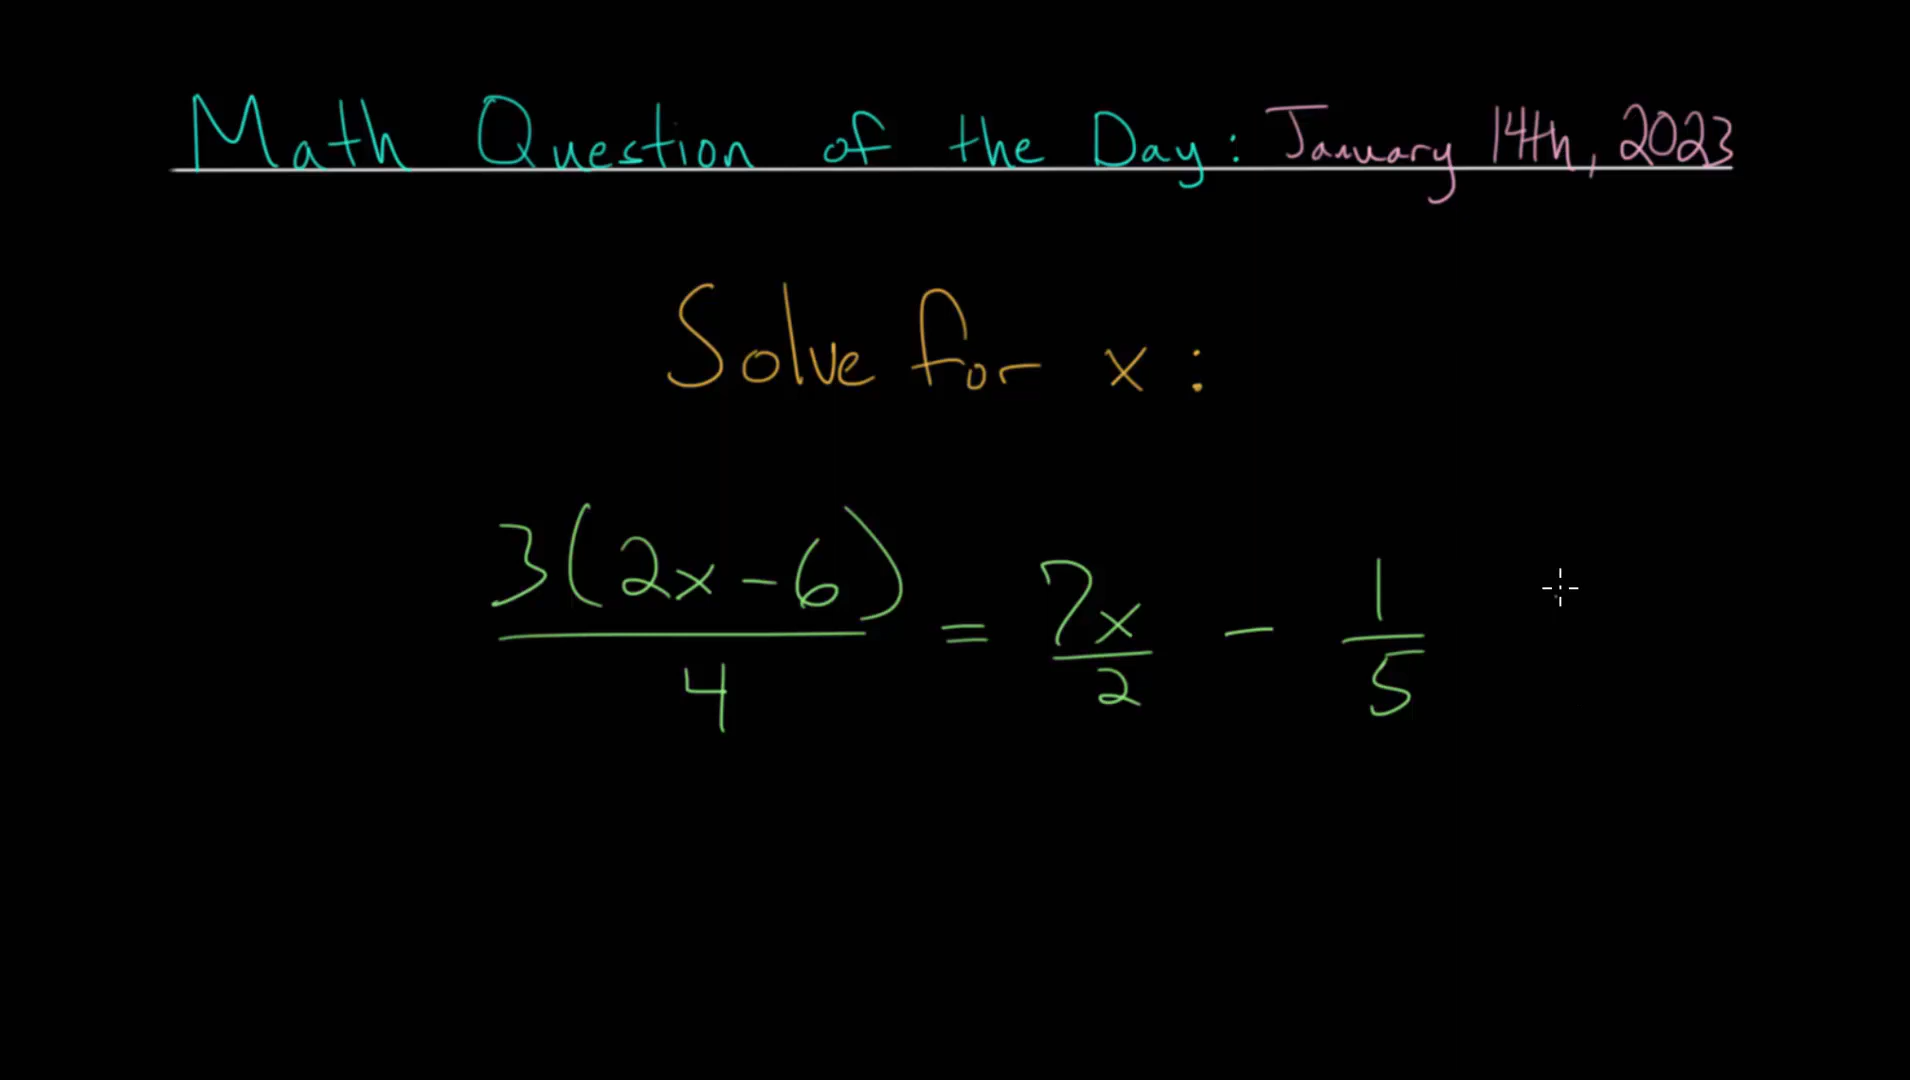 Math Question of the Day: January 14th, 2023
Solve for x:
3(2x-6)/4 = 7x/2 - 1/5